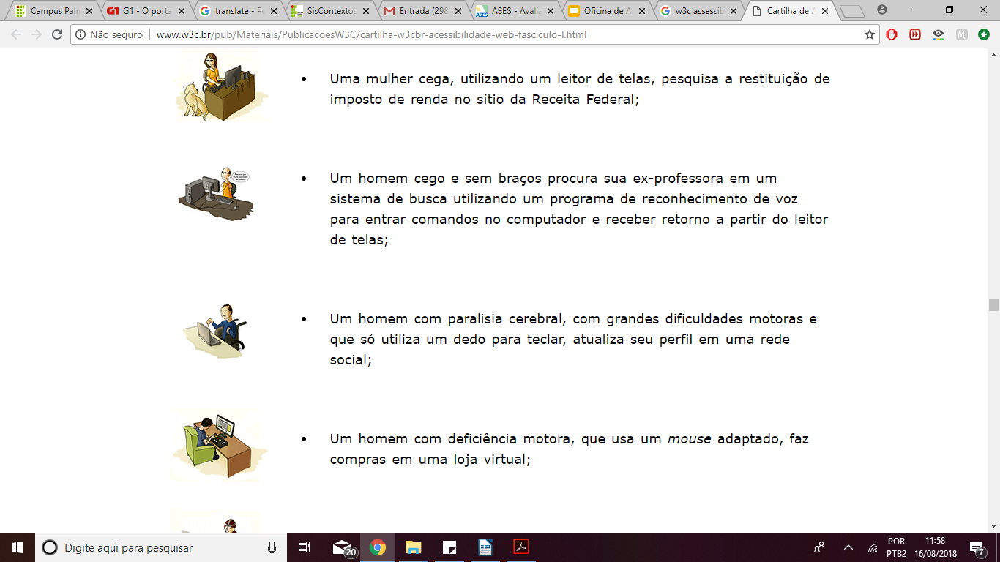 Campus Palm
G1 - O porta
translate - Pe
SisContextos
Entrada (298
ASES - Avalia
Oficina de A
w3c assessib
Cartilha de A
Não seguro
www.w3c.br/pub/Materiais/PublicacoesW3C/cartilha-w3cbr-acessibilidade-web-fasciculo-I.html
• Uma mulher cega, utilizando um leitor de telas, pesquisa a restituição de
imposto de renda no sítio da Receita Federal;
• Um homem cego e sem braços procura sua ex-professora em um
sistema de busca utilizando um programa de reconhecimento de voz
para entrar comandos no computador e receber retorno a partir do leitor
de telas;
• Um homem com paralisia cerebral, com grandes dificuldades motoras e
que só utiliza um dedo para teclar, atualiza seu perfil em uma rede
social;
• Um homem com deficiência motora, que usa um mouse adaptado, faz
compras em uma loja virtual;
Digite aqui para pesquisar
20
POR
PTB2
11:58
16/08/2018
7